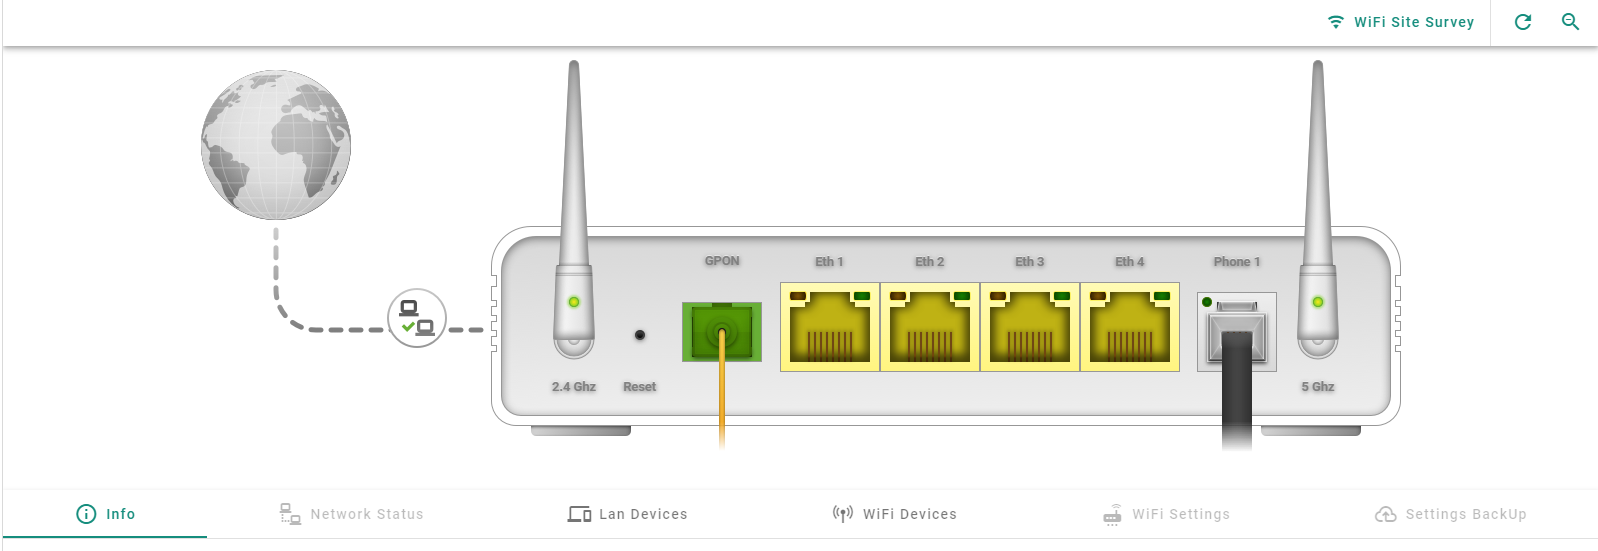 WiFi Site Survey
GPON
Eth 1
Eth 2
Eth 3
Eth 4
Phone 1
2.4 Ghz
Reset
5 Ghz
Info
Network Status
Lan Devices
WiFi Devices
WiFi Settings
Settings BackUp